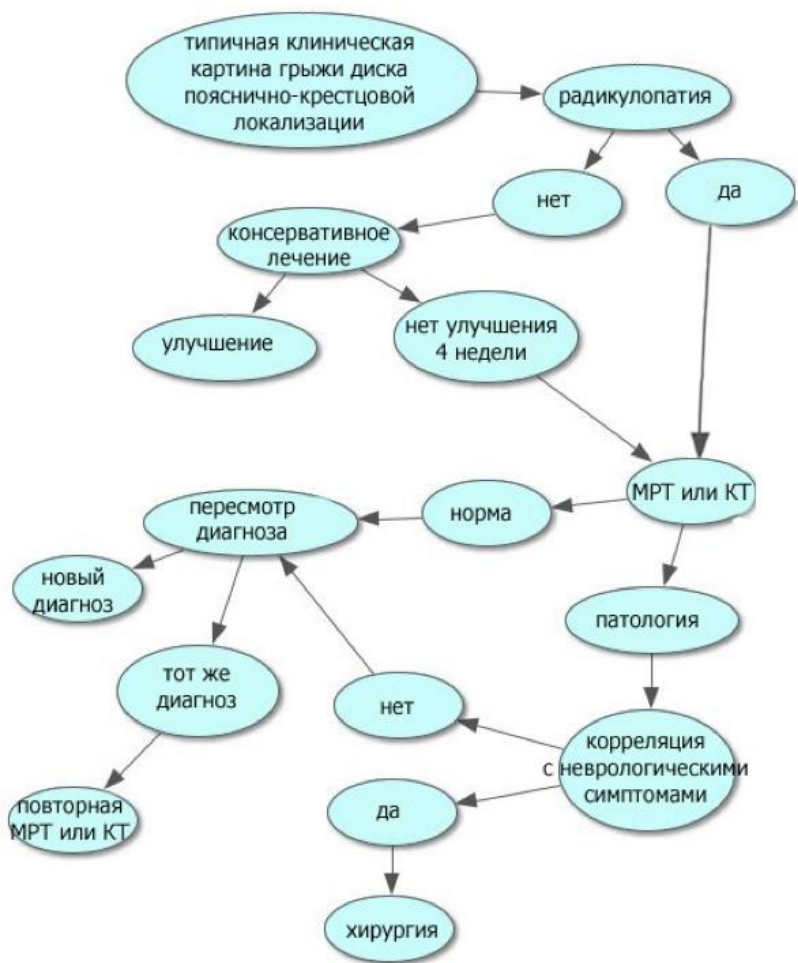 типичная клиническая
картина грыжи диска
пояснично-крестцовой
локализации
радикулопатия
нет
да
консервативное
лечение
улучшение
нет улучшения
4 недели
МРТ или КТ
норма
пересмотр
диагноза
новый
диагноз
патология
тот же
диагноз
нет
корреляция
с неврологическими
симптомами
повторная
МРТ или КТ
да
хирургия